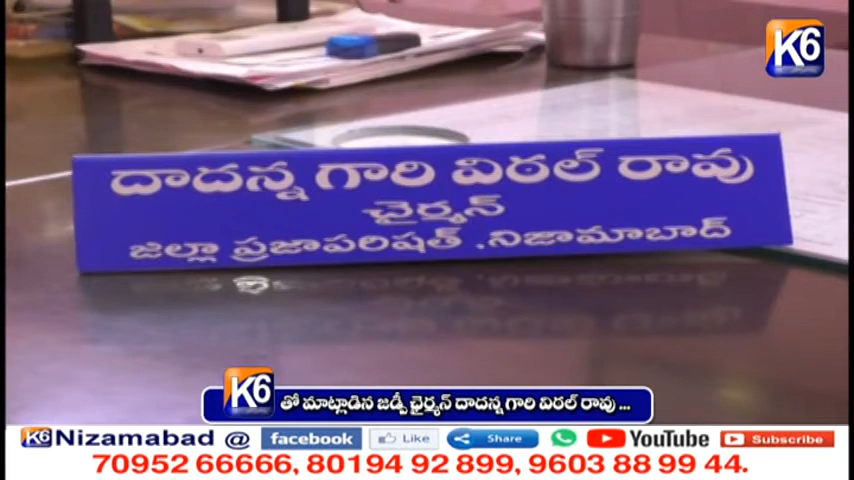 K6
దాదన్న గారి విఠల్ రావు
ఛైర్మన్
జిల్లా ప్రజాపరిషత్ .నిజామాబాద్
K6 తో మాట్లాడిన జడ్పీ ఛైర్మన్ దాదన్న గారి విఠల్ రావు ...
K6 Nizamabad @ facebook Like Share YouTube Subscribe
70952 66666, 80194 92 899, 9603 88 99 44.